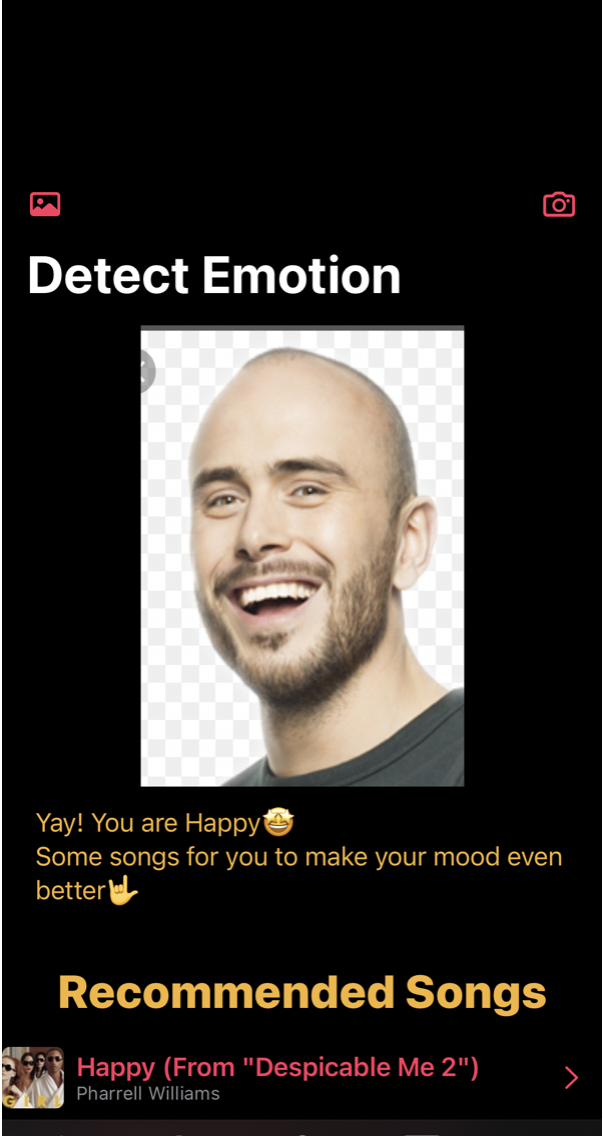 Detect Emotion
Yay! You are Happy🤩
Some songs for you to make your mood even
better🤟
Recommended Songs
Happy (From "Despicable Me 2")
Pharrell Williams
G I R L